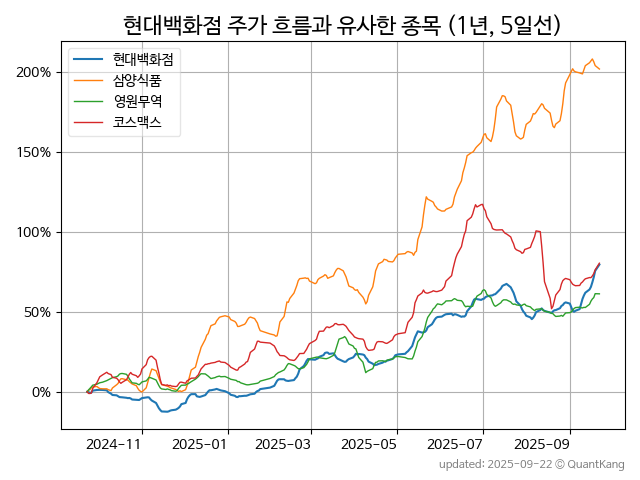 현대백화점 주가 흐름과 유사한 종목 (1년, 5일선)
현대백화점
삼양식품
영원무역
코스맥스
200%
150%
100%
50%
0%
2024-11 2025-01 2025-03 2025-05 2025-07 2025-09
updated: 2025-09-22 © QuantKang